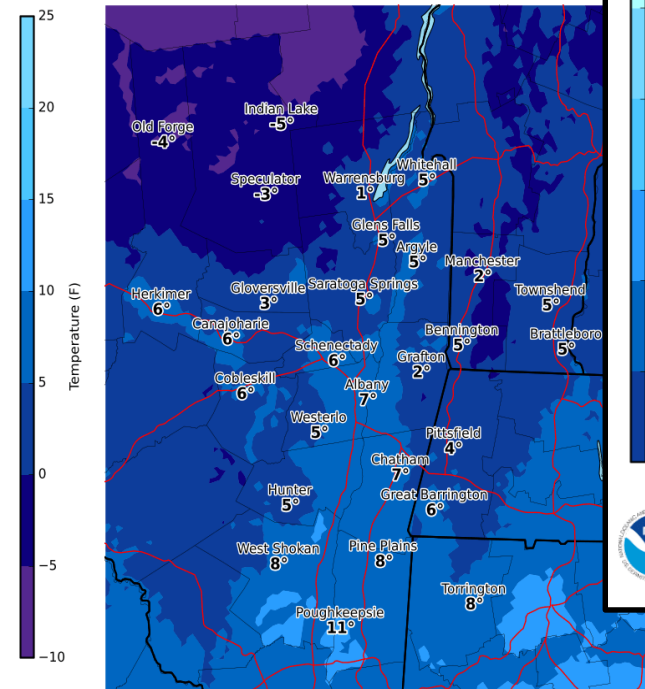 25
20
15
10
5
0
−5
−10
Temperature (F)
Indian Lake
-5°
Old Forge
-4°
Whitehall
5°
Speculator
-3°
Warrensburg
1°
Glens Falls
5°
Argyle
5°
Manchester
2°
Herkimer
6°
Gloversville
3°
Saratoga Springs
5°
Townshend
5°
Canajoharie
6°
Bennington
5°
Brattleboro
5°
Schenectady
6°
Grafton
2°
Cobleskill
6°
Albany
7°
Westerlo
5°
Pittsfield
4°
Chatham
7°
Hunter
5°
Great Barrington
6°
West Shokan
8°
Pine Plains
8°
Torrington
8°
Poughkeepsie
11°